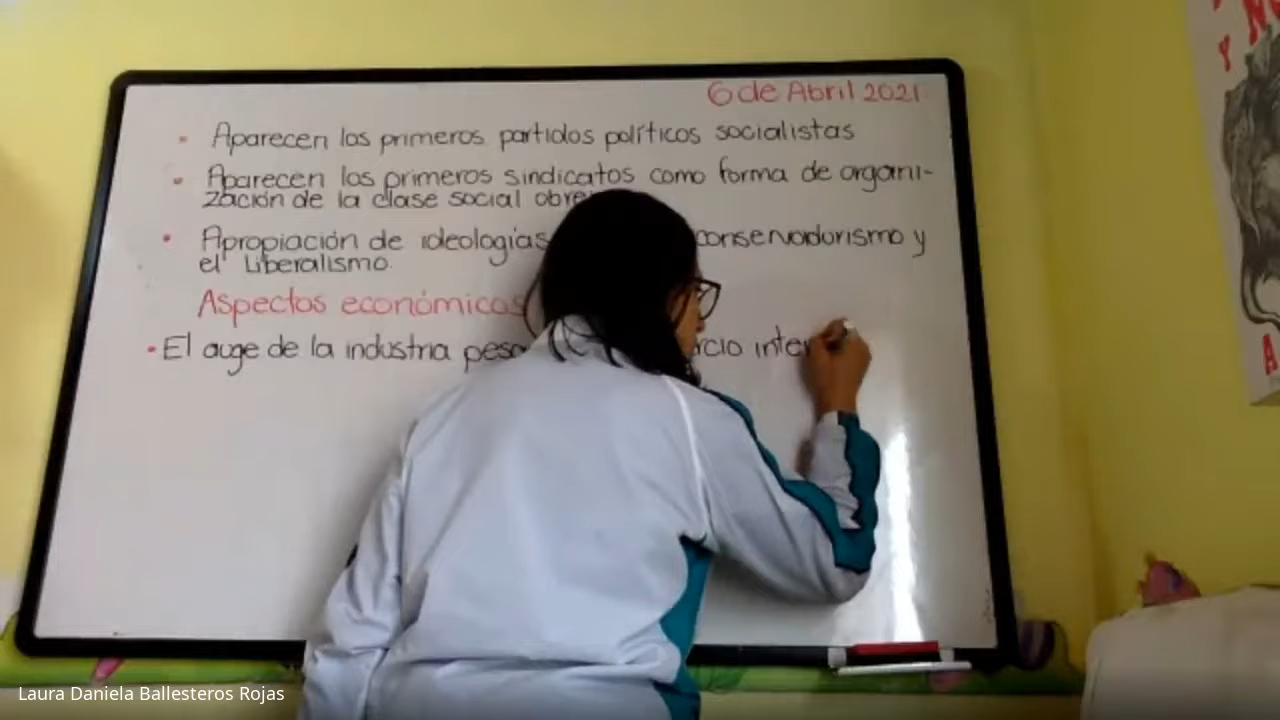 6 de Abril 2021
• Aparecen los primeros partidos políticos socialistas
• Aparecen los primeros sindicatos como forma de organi-
zación de la clase social
• Apropiación de ideologías conservadurismo y
el Liberalismo.
Aspectos económicos
• El auge de la industria
Y
A
Laura Daniela Ballesteros Rojas